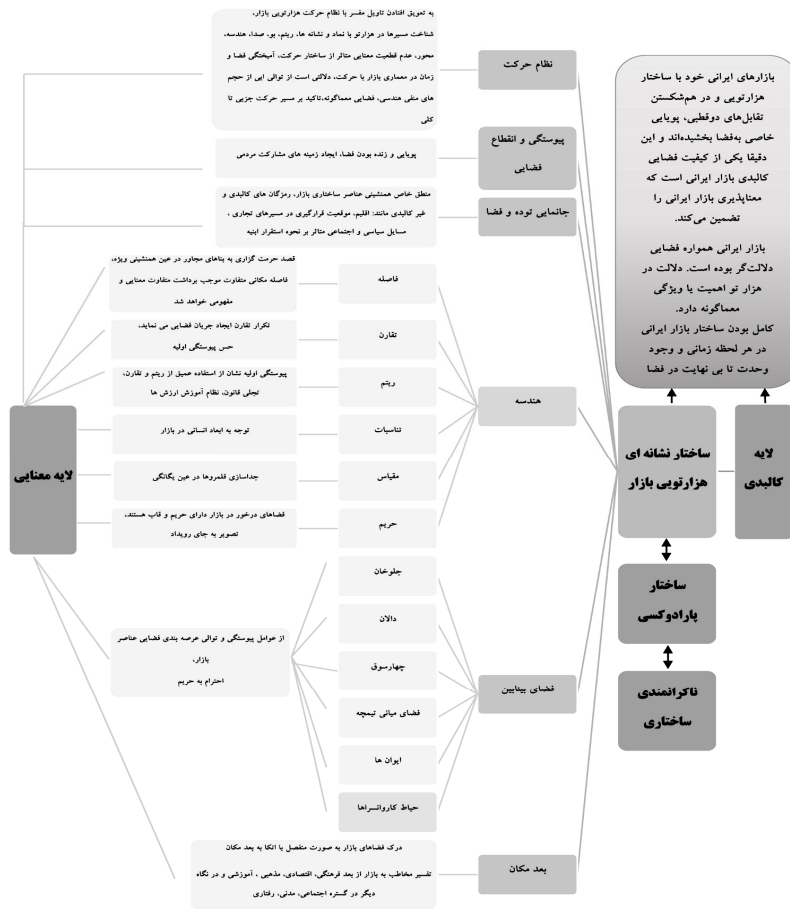 بازارهای ایرانی خود با ساختار
هزارتویی و در هم‌شکستن
تقابل‌های دوقطبی، پویایی
خاصی به‌فضا بخشیده‌اند و این
دقیقا یکی از کیفیت فضایی
کالبدی بازار ایرانی است که
معناپذیری بازار ایرانی را
تضمین می‌کند.
بازار ایرانی همواره فضایی
دلالت‌گر بوده است. دلالت در
هزار تو اهمیت یا ویژگی
معماگونه دارد.
کامل بودن ساختار بازار ایرانی
در هر لحظه زمانی و وجود
وحدت تا بی نهایت در فضا
لایه
کالبدی
ساختار نشانه ای
هزارتویی بازار
ساختار
پارادوکسی
ناکرانمندی
ساختاری
نظام حرکت
به تعویق افتادن تاویل مفسر با نظام حرکت هزارتویی بازار،
شناخت مسیرها در هزارتو با نماد و نشانه ها، ریتم، بو، صدا، هندسه،
محور، عدم قطعیت معنایی متاثر از ساختار حرکت، آمیختگی فضا و
زمان در معماری بازار با حرکت، دلالتی است از توالی ایی از حجم
های منفی هندسی، فضایی معماگونه،تاکید بر مسیر حرکت جزیی تا
کلی
پیوستگی و انقطاع
فضایی
پویایی و زنده بودن فضا، ایجاد زمینه های مشارکت مردمی
جانمایی توده و فضا
منطق خاص همنشینی عناصر ساختاری بازار، رمزگان های کالبدی و
غیر کالبدی مانند: اقلیم، موقعیت قرارگیری در مسیرهای تجاری ،
مسایل سیاسی و اجتماعی متاثر بر نحوه استقرار ابنیه
هندسه
فاصله
قصد حرمت گزاری به بناهای مجاور در عین همنشینی ویژه،
فاصله مکانی متفاوت موجب برداشت متفاوت معنایی و
مفهومی خواهد شد
تقارن
تکرار تقارن ایجاد جریان فضایی می نماید،
حس پیوستگی اولیه
ریتم
پیوستگی اولیه نشان از استفاده عمیق از ریتم و تقارن،
تجلی قانون، نظام آموزش ارزش ها
تناسبات
توجه به ابعاد انسانی در بازار
مقیاس
جداسازی قلمروها در عین یگانگی
حریم
فضاهای درخور در بازار دارای حریم و قاب هستند،
تصویر به جای رویداد
فضای بینابین
جلوخان
دالان
چهارسوق
فضای میانی تیمچه
ایوان ها
حیاط کاروانسراها
از عوامل پیوستگی و توالی عرصه بندی فضایی عناصر
بازار،
احترام به حریم
بعد مکان
درک فضاهای بازار به صورت منفصل با اتکا به بعد مکان
تفسیر مخاطب به بازار از بعد فرهنگی، اقتصادی، مذهبی ، آموزشی و در نگاه
دیگر در گستره اجتماعی، مدنی، رفتاری
لایه معنایی